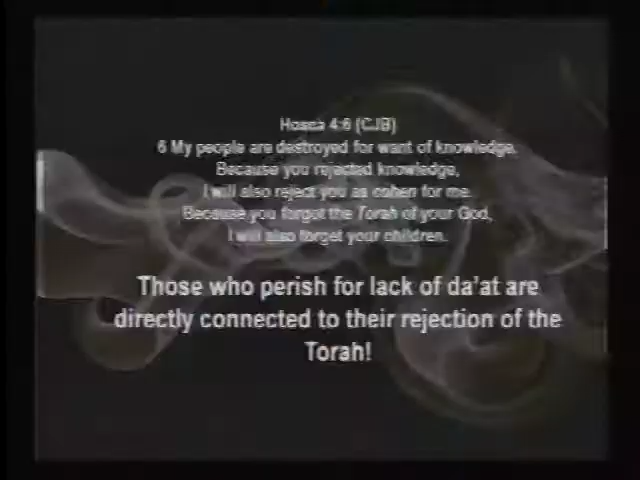 Hosea 4:6 (CJB)
6 My people are destroyed for want of knowledge.
Because you rejected knowledge,
I will also reject you as cohen for me.
Because you forgot the Torah of your God,
I will also forget your children.
Those who perish for lack of da'at are
directly connected to their rejection of the
Torah!